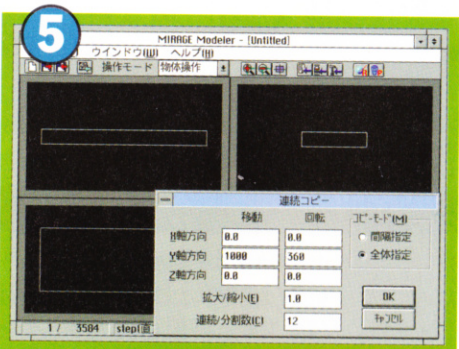 5
MIRAGE Modeler - [Untitled]
ウインドウ(W) ヘルプ(H)
操作モード 物体操作
連続コピー
移動 回転 コピーモード(M)
X軸方向 0.0 0.0 間隔指定
Y軸方向 1000 360 全体指定
Z軸方向 0.0 0.0
拡大/縮小(E) 1.0 OK
連続/分割数(C) 12 キャンセル
1 / 3584 step1